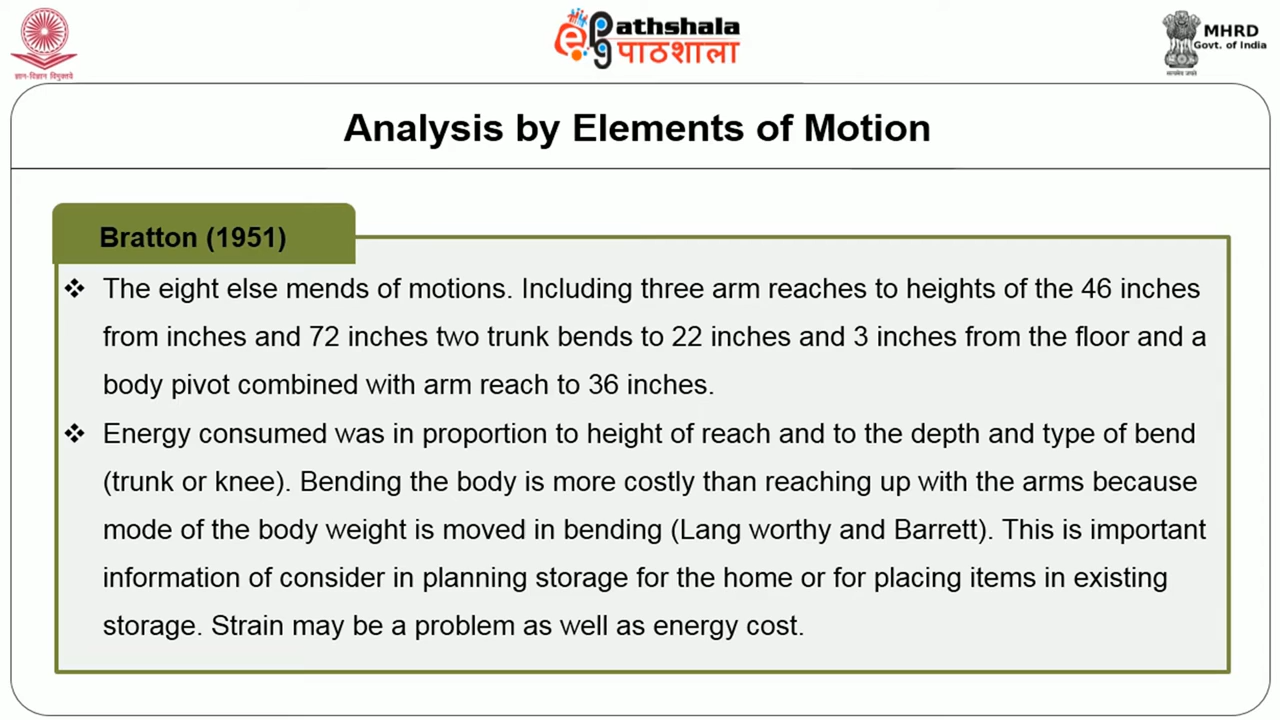 ePG Pathshala
पाठशाला
MHRD
Govt. of India
ज्ञान-विज्ञान विमुक्तये
सत्यमेव जयते
Analysis by Elements of Motion
Bratton (1951)
❖ The eight else mends of motions. Including three arm reaches to heights of the 46 inches
from inches and 72 inches two trunk bends to 22 inches and 3 inches from the floor and a
body pivot combined with arm reach to 36 inches.
❖ Energy consumed was in proportion to height of reach and to the depth and type of bend
(trunk or knee). Bending the body is more costly than reaching up with the arms because
mode of the body weight is moved in bending (Lang worthy and Barrett). This is important
information of consider in planning storage for the home or for placing items in existing
storage. Strain may be a problem as well as energy cost.